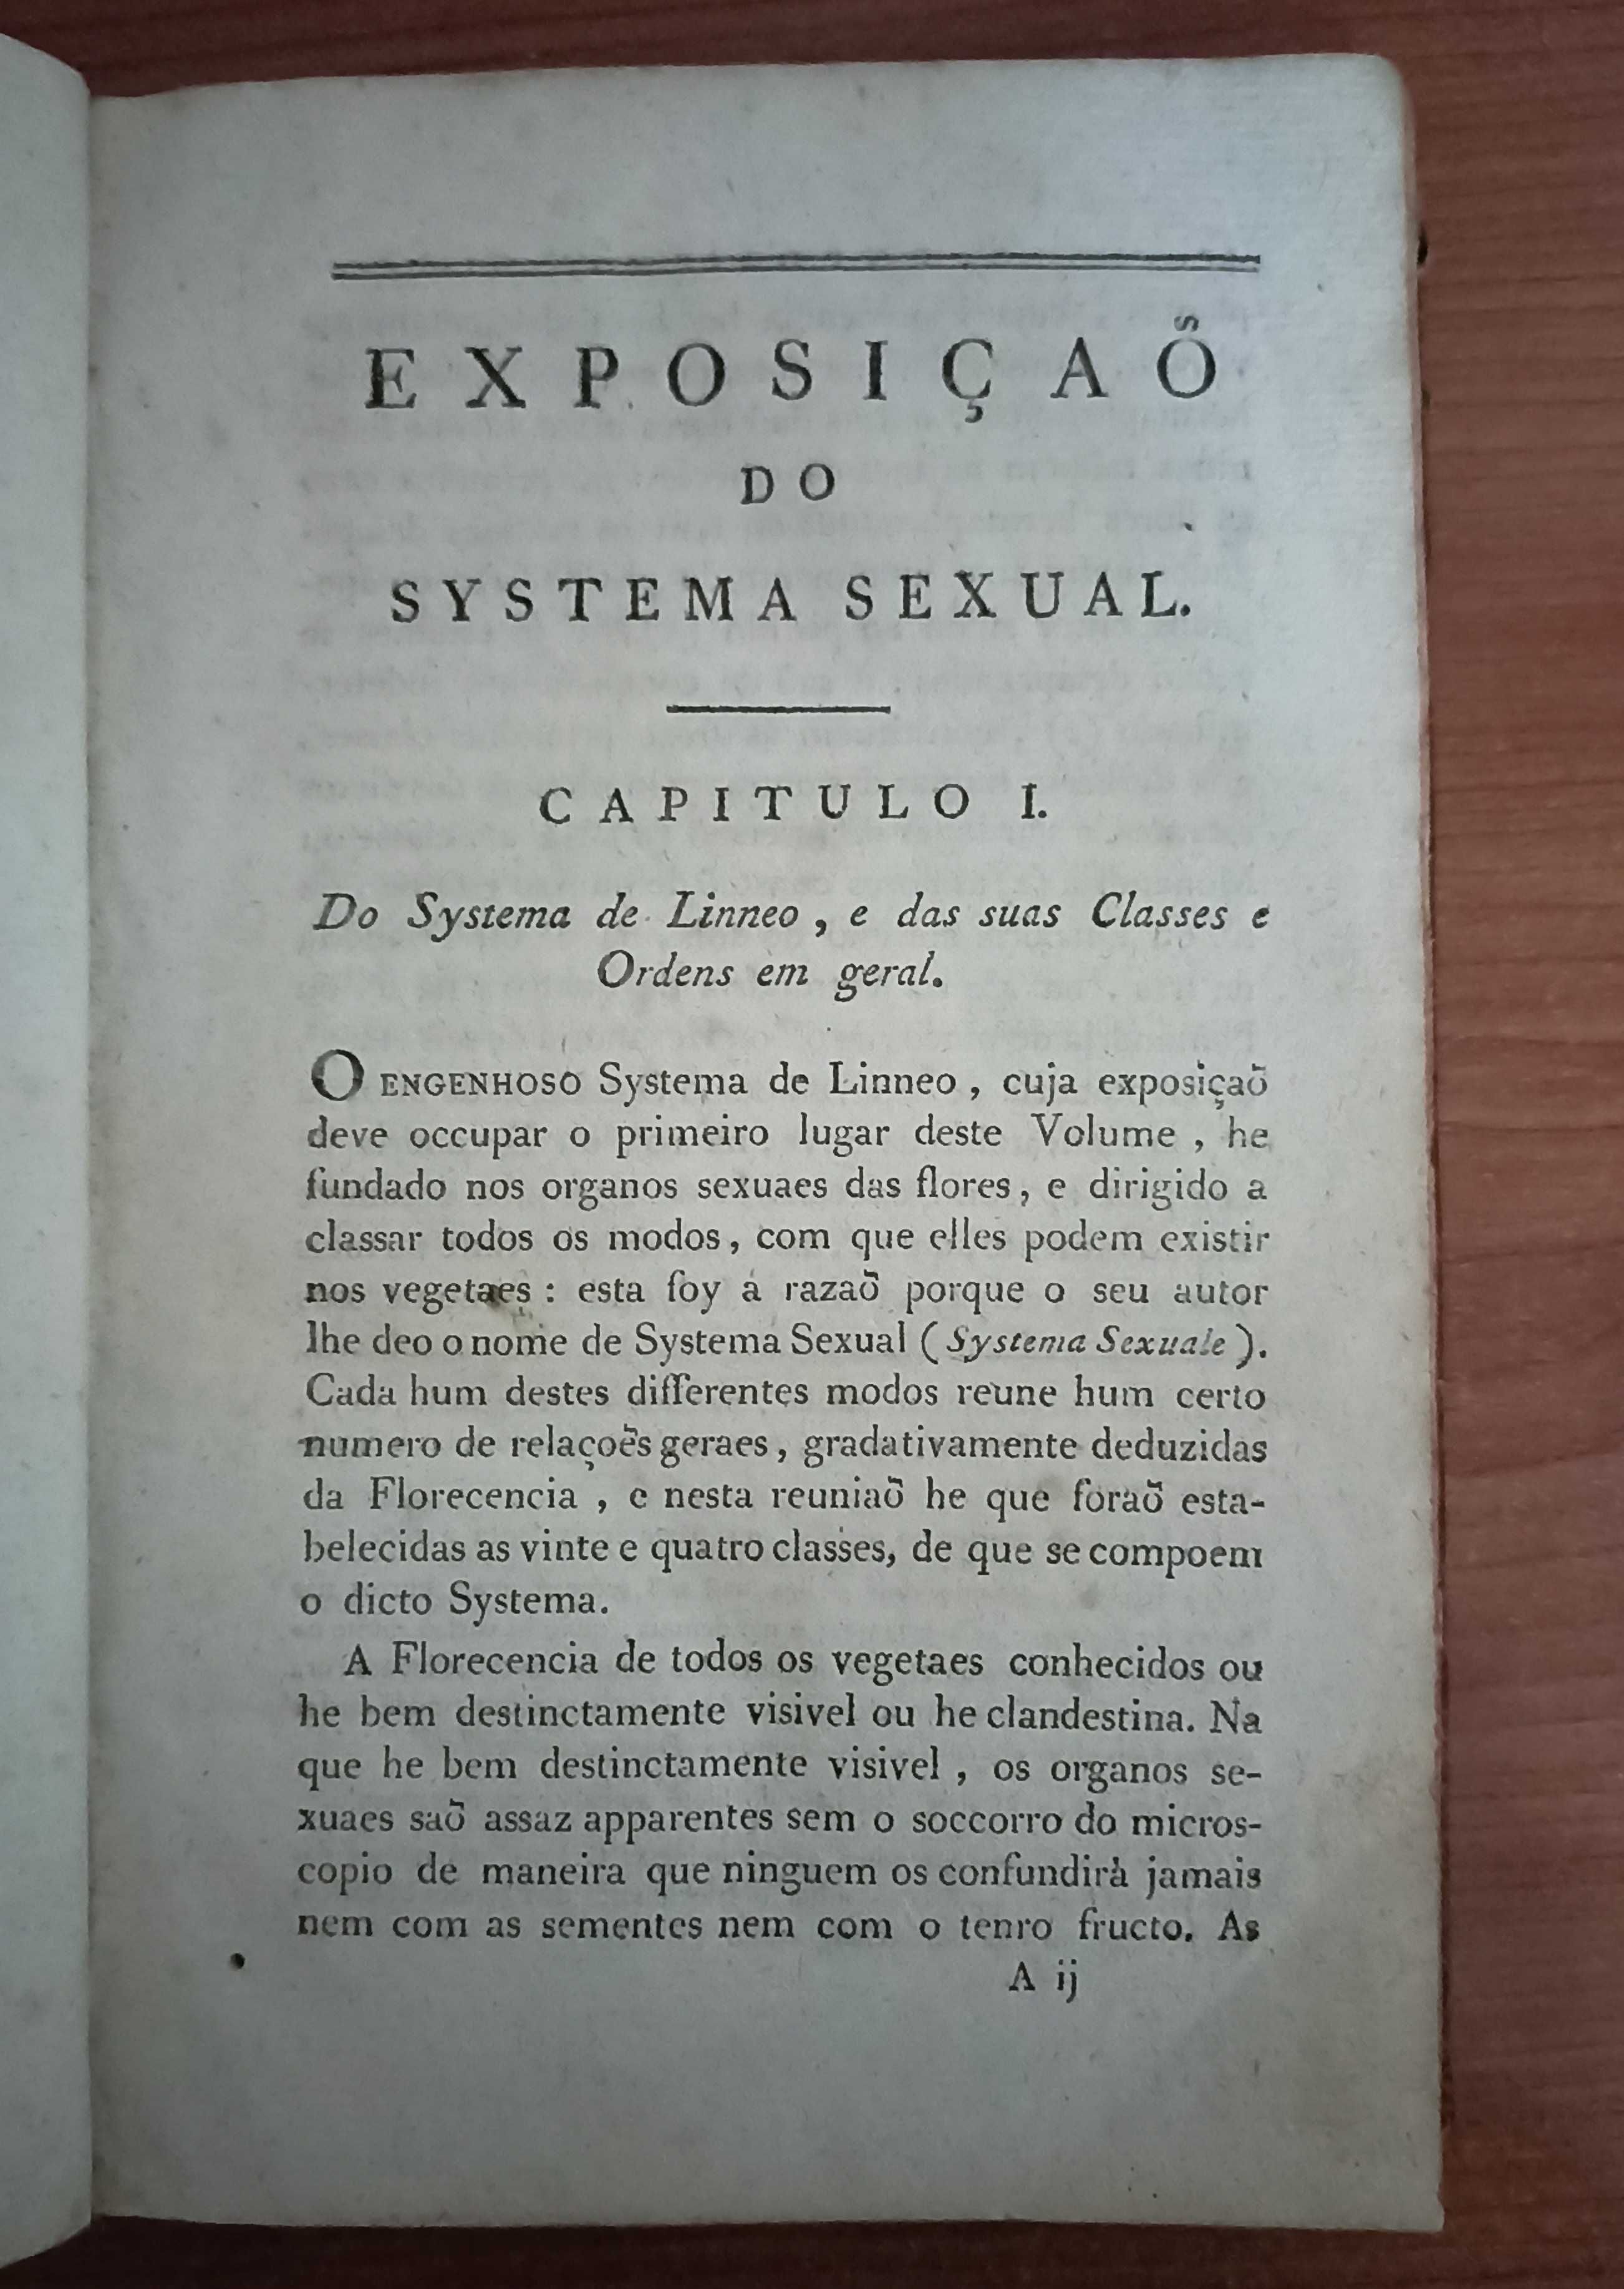 EXPOSIÇAÕ
DO
SYSTEMA SEXUAL.
CAPITULO I.
Do Systema de Linneo, e das suas Classes e
Ordens em geral.
O ENGENHOSO Systema de Linneo, cuja exposiçaõ
deve occupar o primeiro lugar deste Volume, he
fundado nos organos sexuaes das flores, e dirigido a
classar todos os modos, com que elles podem existir
nos vegetaes: esta foy a razaõ porque o seu autor
lhe deo o nome de Systema Sexual (Systema Sexuale).
Cada hum destes differentes modos reune hum certo
numero de relaçoẽs geraes, gradativamente deduzidas
da Florecencia, e nesta reuniaõ he que foraõ esta-
belecidas as vinte e quatro classes, de que se compoem
o dicto Systema.
A Florecencia de todos os vegetaes conhecidos ou
he bem destinctamente visivel ou he clandestina. Na
que he bem destinctamente visivel, os organos se-
xuaes saõ assaz apparentes sem o soccorro do micros-
copio de maneira que ninguem os confundirà jamais
nem com as sementes nem com o tenro fructo. As
A ij